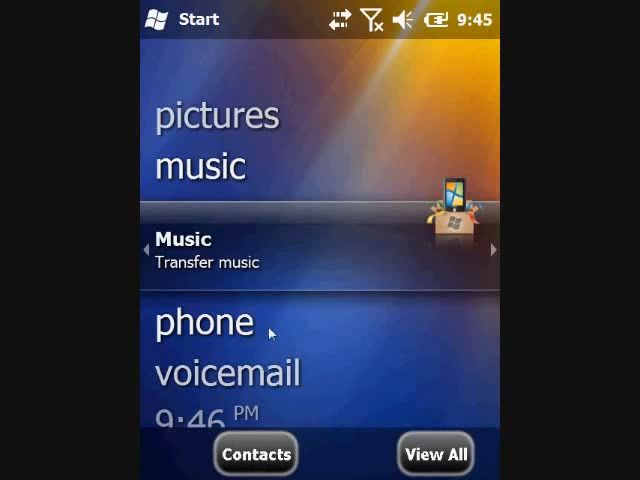 Start 9:45
pictures
music
Music
Transfer music
phone
voicemail
9:46 PM
Contacts View All